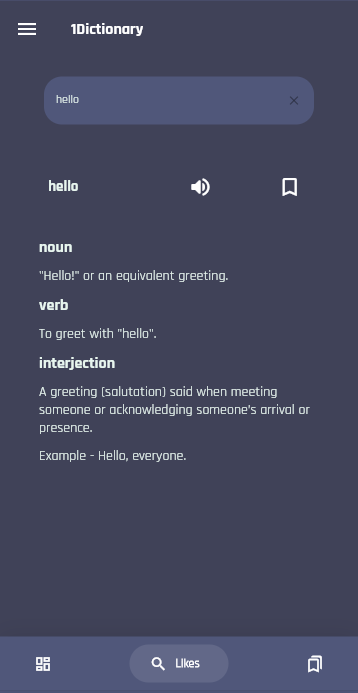 1Dictionary
hello
hello
noun
"Hello!" or an equivalent greeting.
verb
To greet with "hello".
interjection
A greeting (salutation) said when meeting
someone or acknowledging someone's arrival or
presence.
Example - Hello, everyone.
Likes